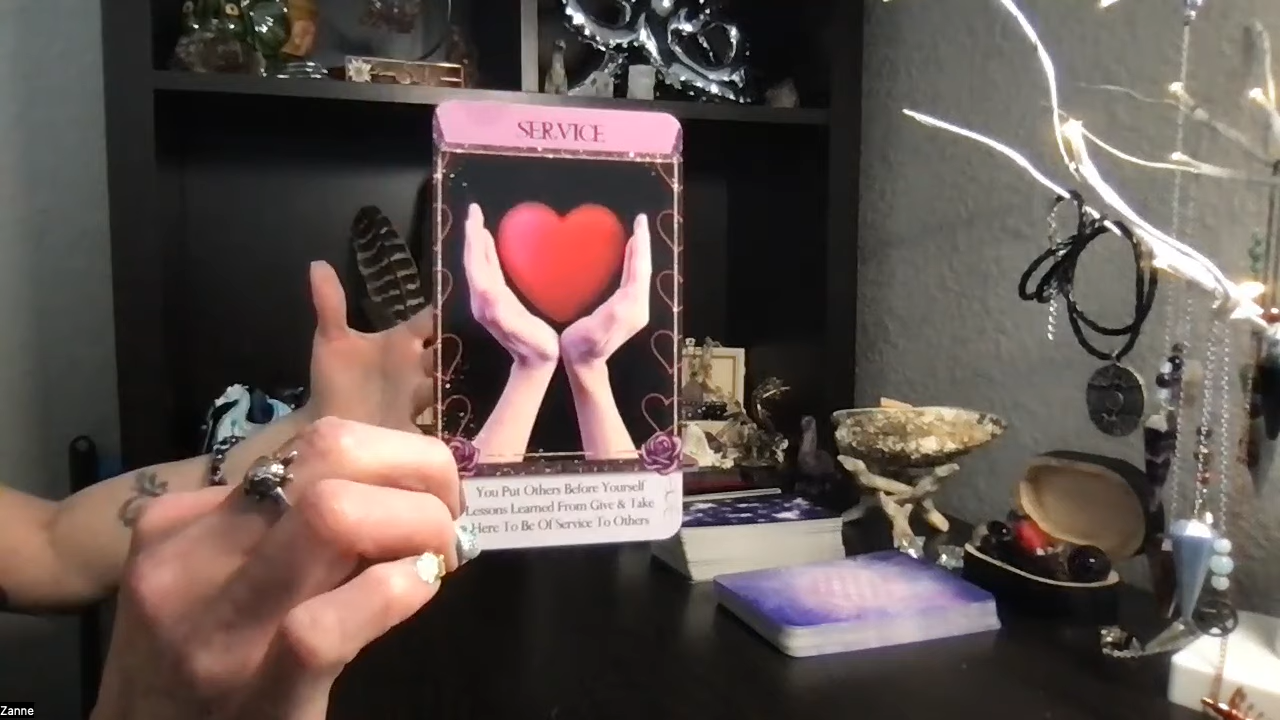 SERVICE
You Put Others Before Yourself
Lessons Learned From Give & Take
Here To Be Of Service To Others
Zanne